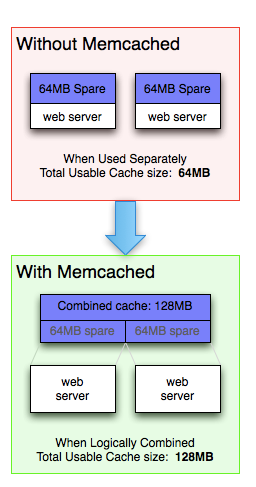 Without Memcached
64MB Spare
64MB Spare
web server
web server
When Used Separately
Total Usable Cache size: 64MB
With Memcached
Combined cache: 128MB
64MB spare
64MB spare
web
server
web
server
When Logically Combined
Total Usable Cache size: 128MB